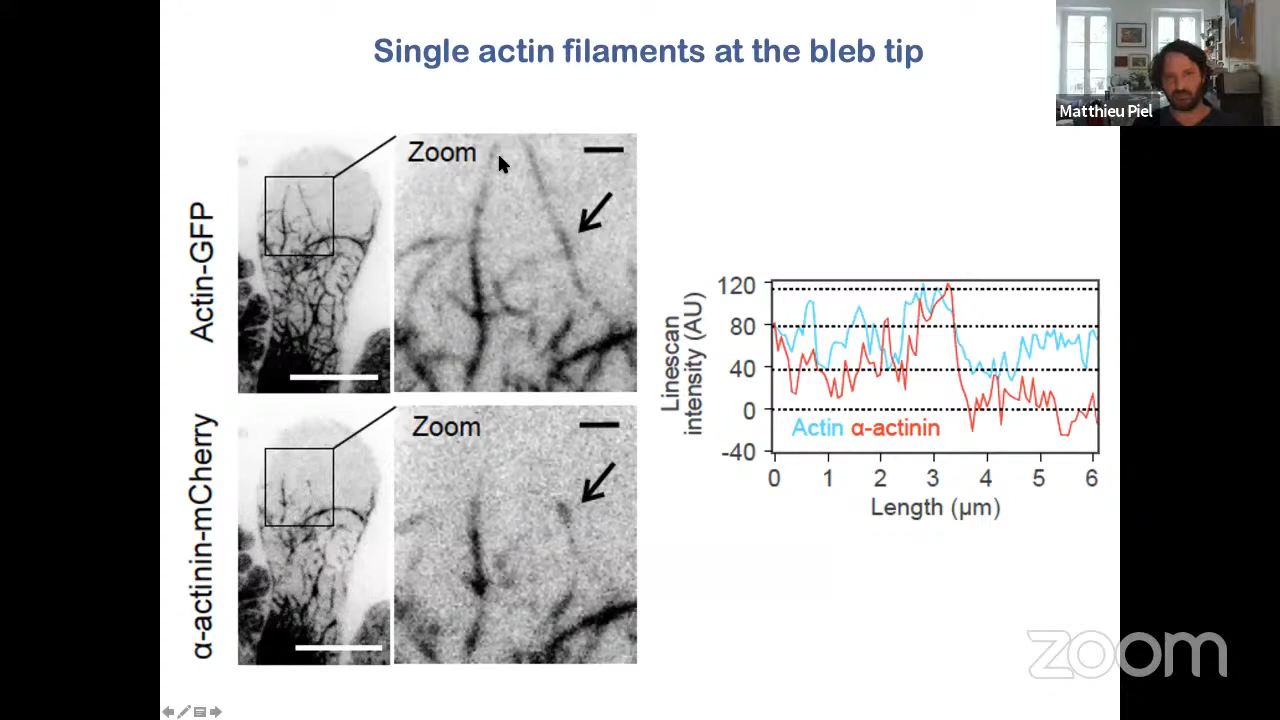 Single actin filaments at the bleb tip
Matthieu Piel
Actin-GFP
Zoom
α-actinin-mCherry
Zoom
Linescan
intensity (AU)
120
80
40
0
-40
Actin α-actinin
0 1 2 3 4 5 6
Length (µm)
zoom